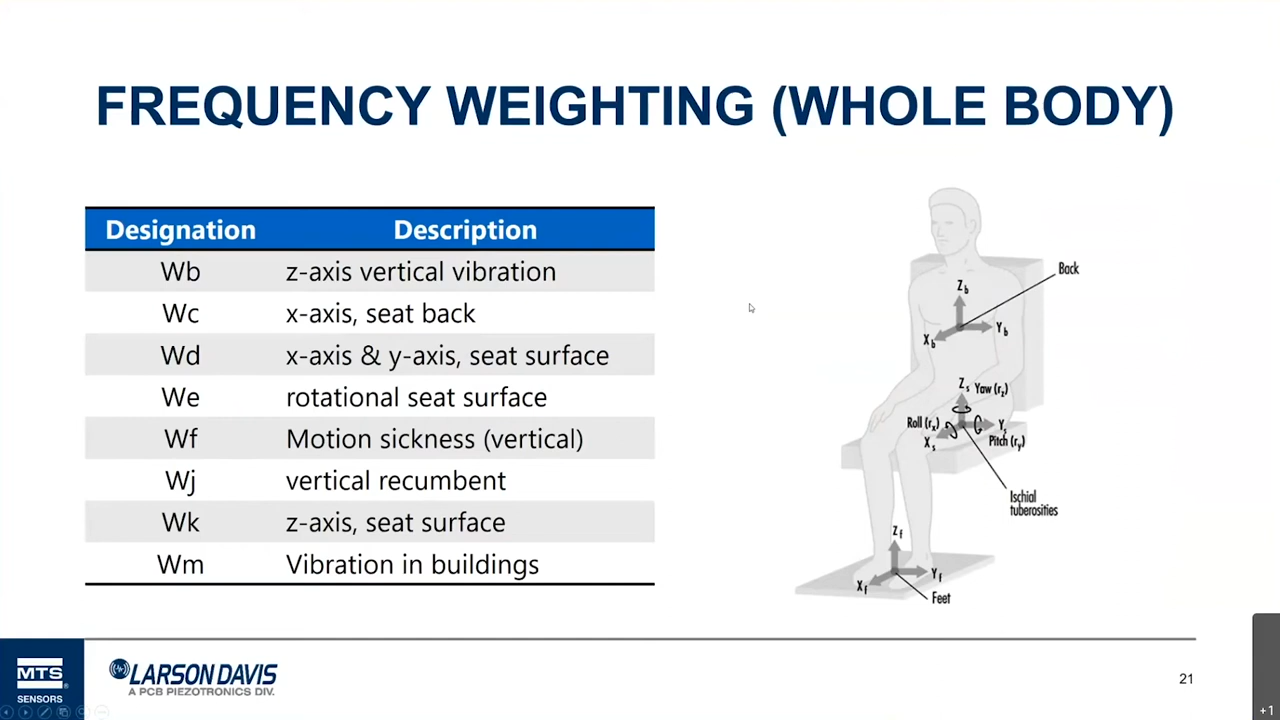 FREQUENCY WEIGHTING (WHOLE BODY)
Designation Description
Wb z-axis vertical vibration
Wc x-axis, seat back
Wd x-axis & y-axis, seat surface
We rotational seat surface
Wf Motion sickness (vertical)
Wj vertical recumbent
Wk z-axis, seat surface
Wm Vibration in buildings
Back
Zb
Yb
Xb
Zs Yaw (rz)
Roll (rx) Ys
Xs Pitch (ry)
Ischial
tuberosities
Zf
Yf
Xf
Feet
MTS
SENSORS
LARSON DAVIS
A PCB PIEZOTRONICS DIV.
21
+1